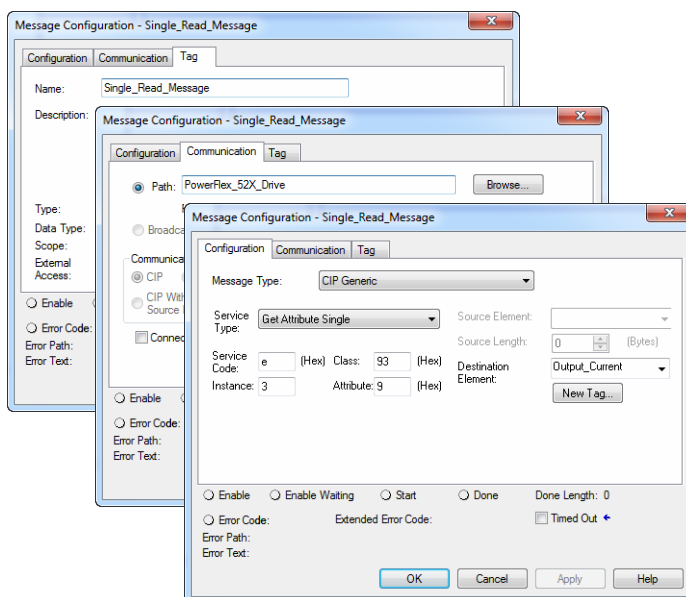 Message Configuration - Single_Read_Message
Configuration Communication Tag
Name: Single_Read_Message
Description:
Type:
Data Type:
Scope:
External
Access:
Enable
Error Code:
Error Path:
Error Text:
Message Configuration - Single_Read_Message
Configuration Communication Tag
Path: PowerFlex_52X_Drive Browse...
Broadca
Communica
CIP
CIP With
Source
Connec
Enable
Error Code:
Error Path:
Error Text:
Message Configuration - Single_Read_Message
Configuration Communication Tag
Message Type: CIP Generic
Service
Type: Get Attribute Single
Source Element:
Source Length: 0 (Bytes)
Service
Code: e (Hex) Class: 93 (Hex)
Destination
Element: Output_Current
Instance: 3 Attribute: 9 (Hex)
New Tag...
Enable Enable Waiting Start Done Done Length: 0
Error Code: Extended Error Code: Timed Out
Error Path:
Error Text:
OK Cancel Apply Help